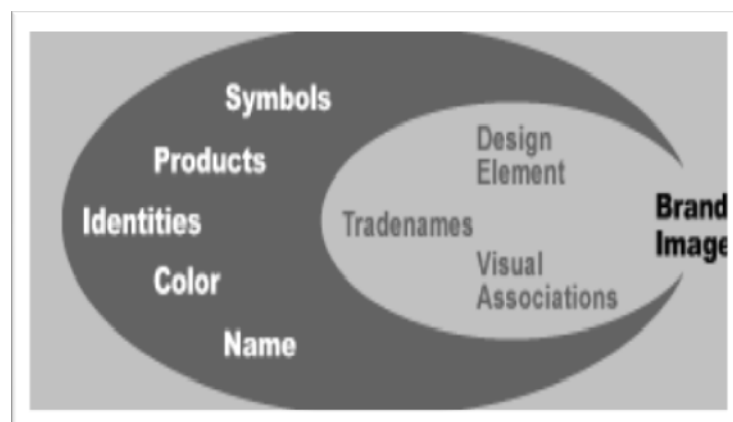 Symbols
Products
Identities
Color
Name
Tradenames
Design
Element
Visual
Associations
Brand
Image